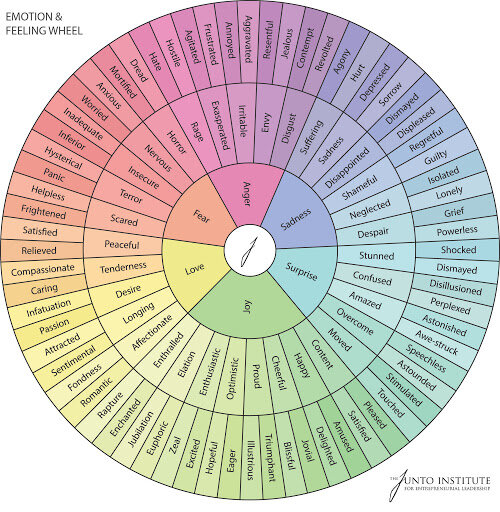 EMOTION &
FEELING WHEEL
Fear
Anger
Sadness
Surprise
Joy
Love
Rage
Exasperated
Irritable
Envy
Disgust
Suffering
Sadness
Disappointed
Shameful
Neglected
Despair
Stunned
Confused
Amazed
Overcome
Moved
Content
Happy
Cheerful
Proud
Optimistic
Enthusiastic
Elation
Enthralled
Affectionate
Longing
Desire
Tenderness
Peaceful
Scared
Terror
Insecure
Nervous
Horror
Hate
Hostile
Agitated
Frustrated
Annoyed
Aggravated
Resentful
Jealous
Contempt
Revolted
Agony
Hurt
Depressed
Sorrow
Dismayed
Displeased
Regretful
Guilty
Isolated
Lonely
Grief
Powerless
Shocked
Dismayed
Disillusioned
Perplexed
Astonished
Awe-struck
Speechless
Astounded
Stimulated
Touched
Pleased
Satisfied
Amused
Delighted
Jovial
Blissful
Triumphant
Illustrious
Eager
Hopeful
Excited
Zeal
Euphoric
Jubilation
Enchanted
Rapture
Romantic
Fondness
Sentimental
Attracted
Passion
Infatuation
Caring
Compassionate
Relieved
Satisfied
Frightened
Helpless
Panic
Hysterical
Inferior
Inadequate
Worried
Anxious
Mortified
Dread
THE JUNTO INSTITUTE
FOR ENTREPRENEURIAL LEADERSHIP